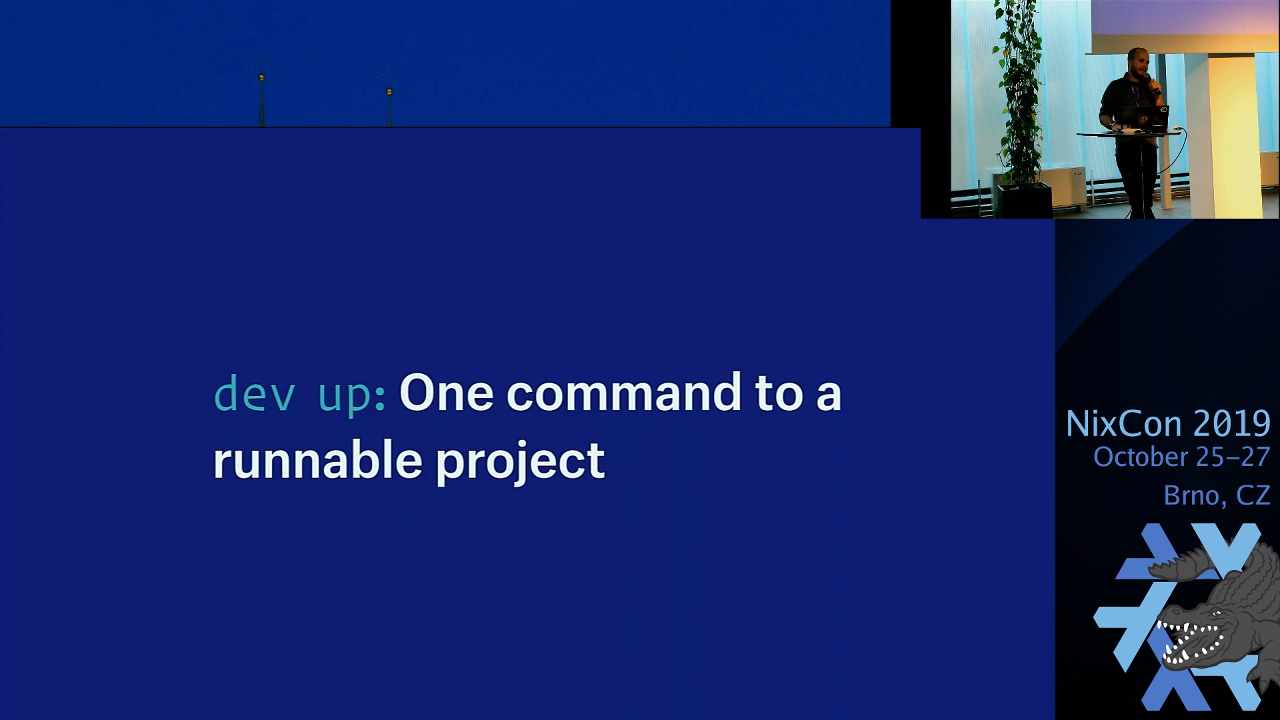 dev up: One command to a
runnable project
NixCon 2019
October 25–27
Brno, CZ